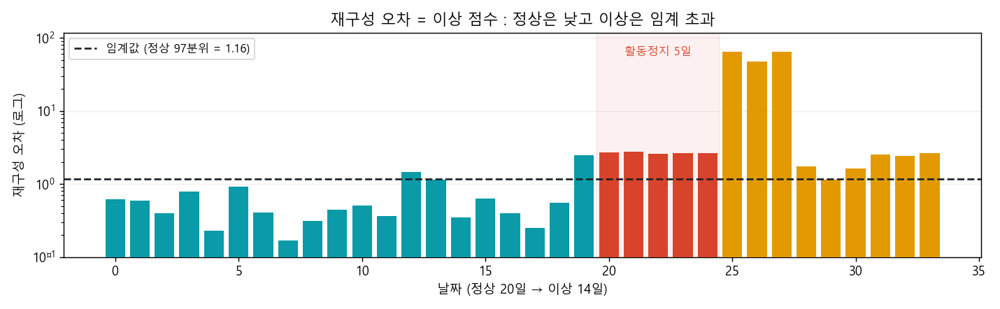 재구성 오차 = 이상 점수 : 정상은 낮고 이상은 임계 초과
임계값 (정상 97분위 = 1.16)
활동정지 5일
재구성 오차 (로그)
10²
10¹
10⁰
10¤1
0 5 10 15 20 25 30 35
날짜 (정상 20일 → 이상 14일)